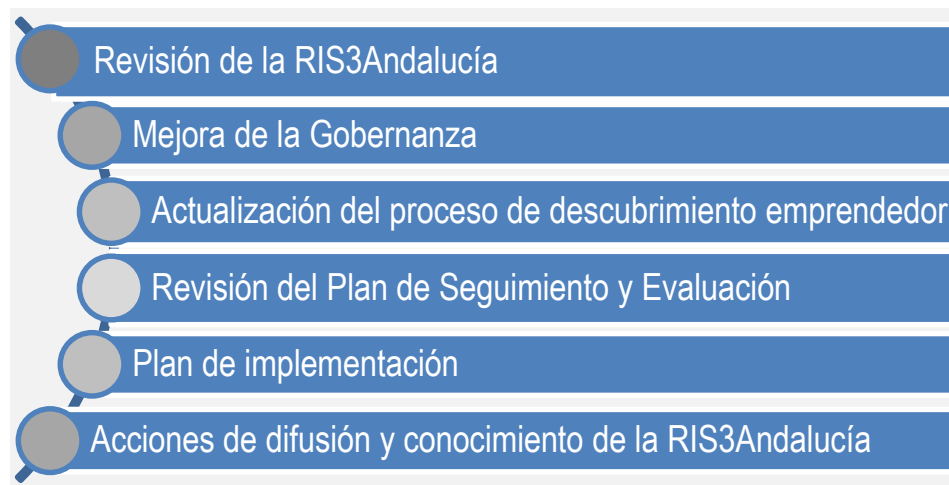 Revisión de la RIS3Andalucía
Mejora de la Gobernanza
Actualización del proceso de descubrimiento emprendedor
Revisión del Plan de Seguimiento y Evaluación
Plan de implementación
Acciones de difusión y conocimiento de la RIS3Andalucía